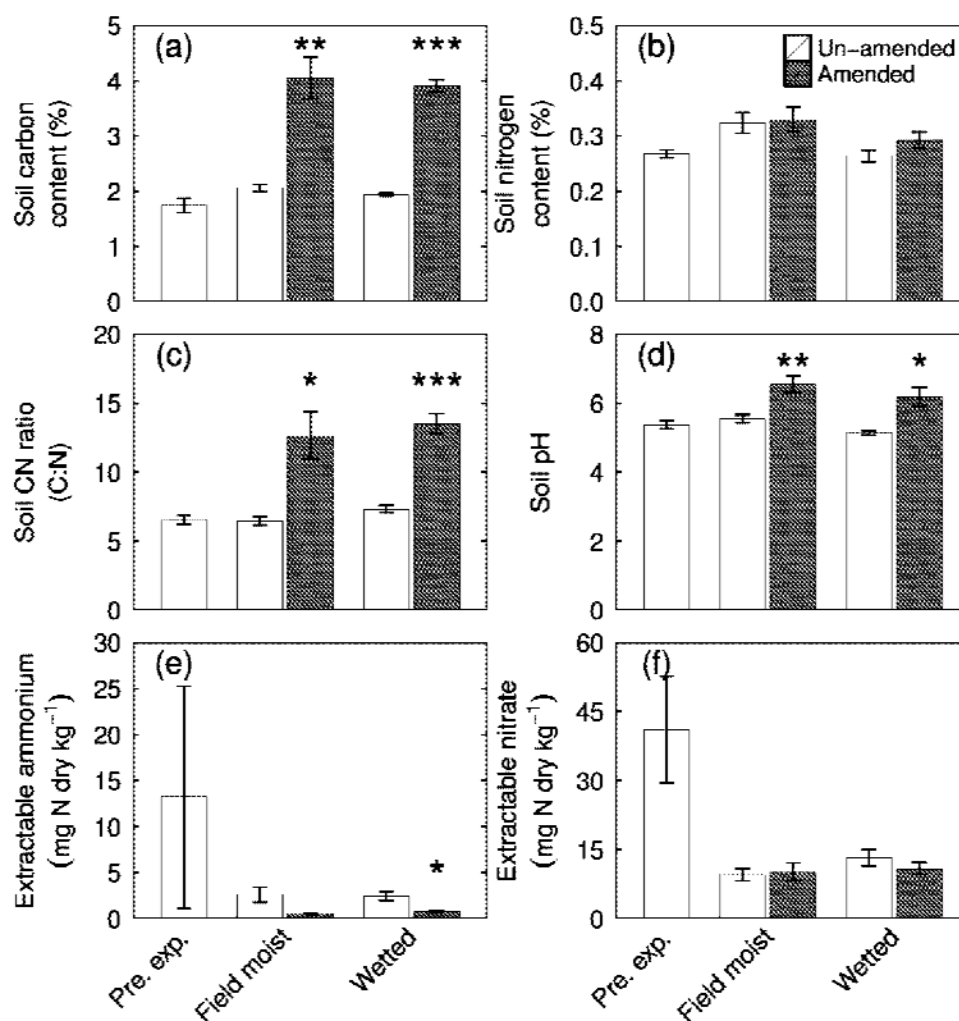 (a)
**
***
5
4
3
2
1
0
Soil carbon
content (%)
(b)
Un-amended
Amended
0.5
0.4
0.3
0.2
0.1
0.0
Soil nitrogen
content (%)
(c)
*
***
20
15
10
5
0
Soil CN ratio
(C:N)
(d)
**
*
8
6
4
2
0
Soil pH
(e)
*
30
25
20
15
10
5
0
Extractable ammonium
(mg N dry kg⁻¹)
(f)
60
45
30
15
0
Extractable nitrate
(mg N dry kg⁻¹)
Pre. exp.
Field moist
Wetted
Pre. exp.
Field moist
Wetted